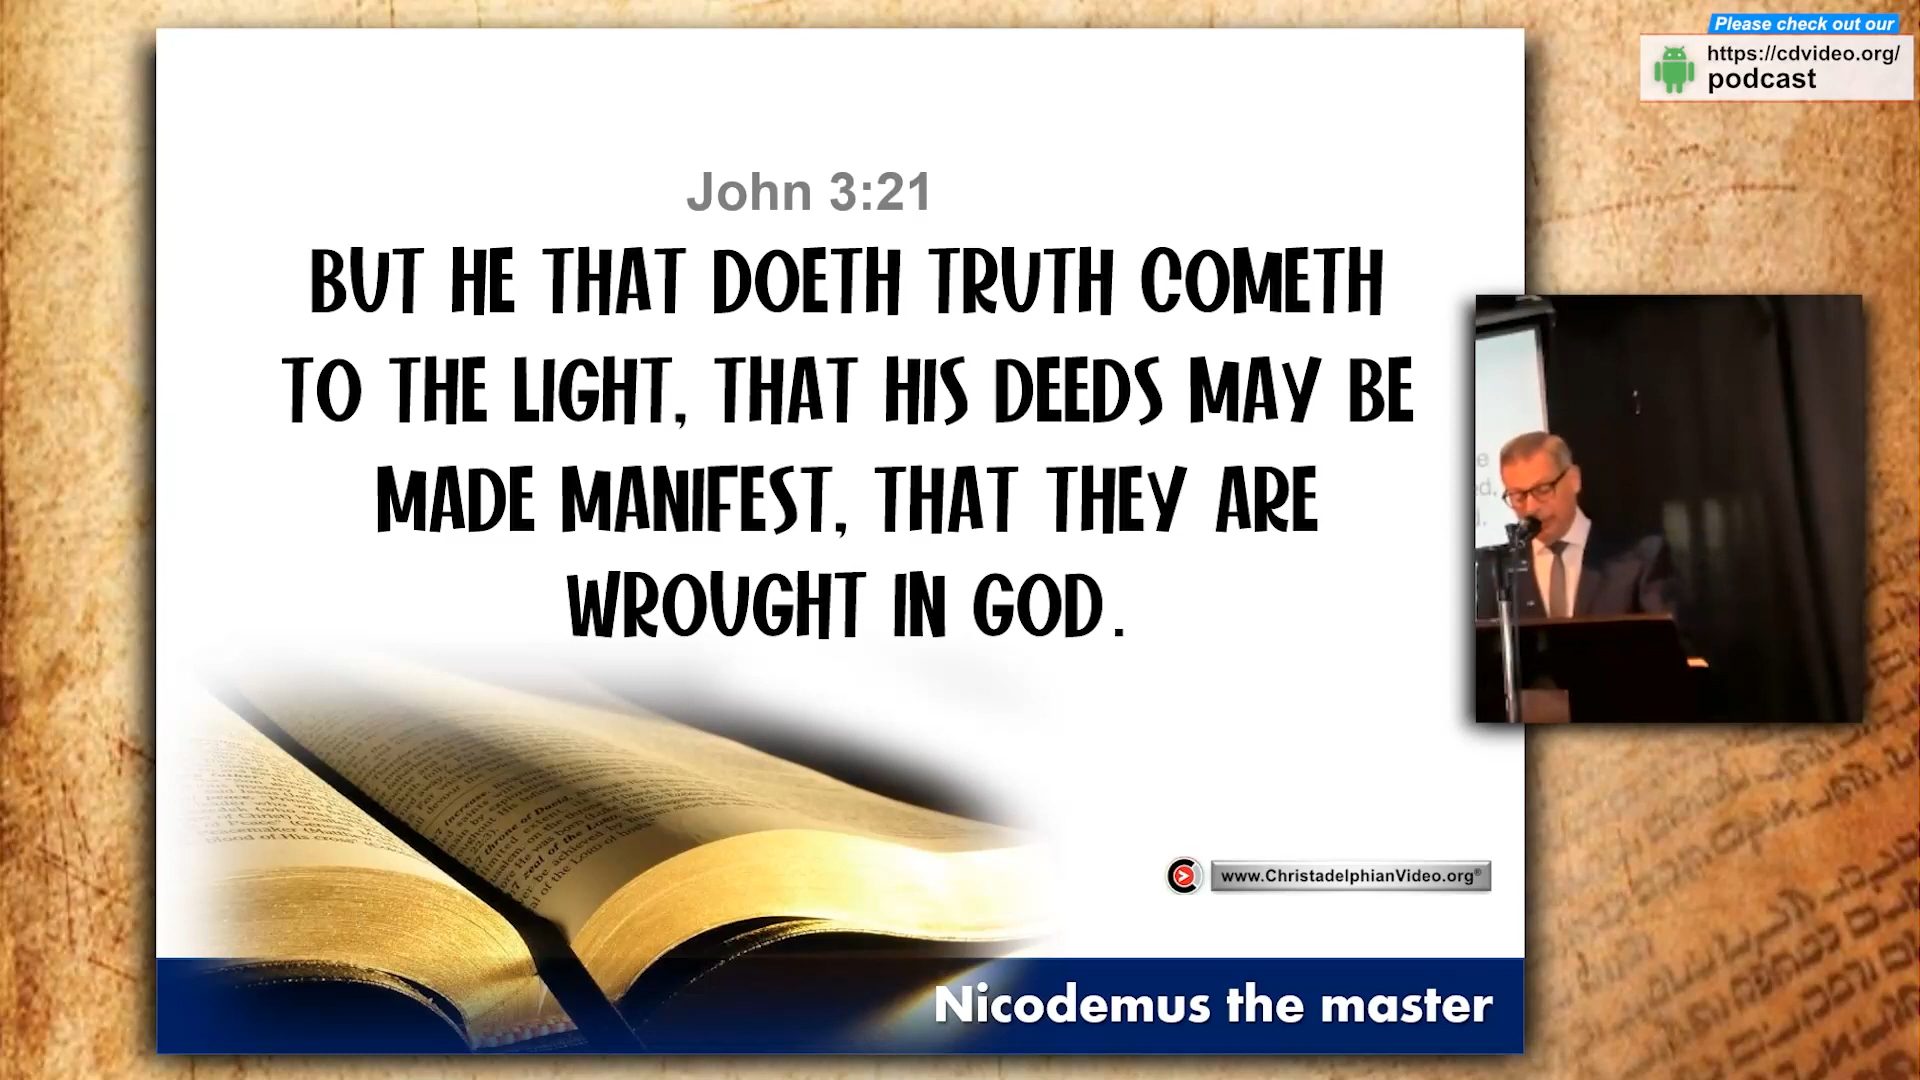 Please check out our
https://cdvideo.org/
podcast
John 3:21
BUT HE THAT DOETH TRUTH COMETH
TO THE LIGHT, THAT HIS DEEDS MAY BE
MADE MANIFEST, THAT THEY ARE
WROUGHT IN GOD.
www.ChristadelphianVideo.org®
Nicodemus the master